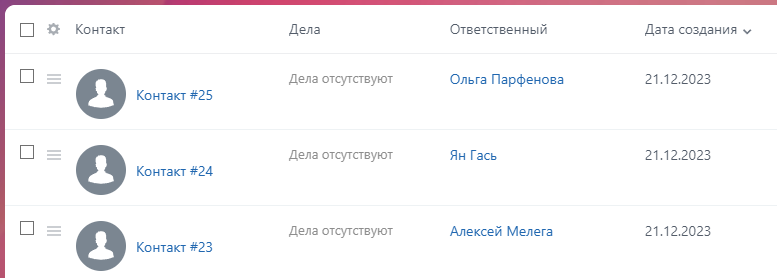 Контакт Дела Ответственный Дата создания
Контакт #25 Дела отсутствуют Ольга Парфенова 21.12.2023
Контакт #24 Дела отсутствуют Ян Гась 21.12.2023
Контакт #23 Дела отсутствуют Алексей Мелега 21.12.2023